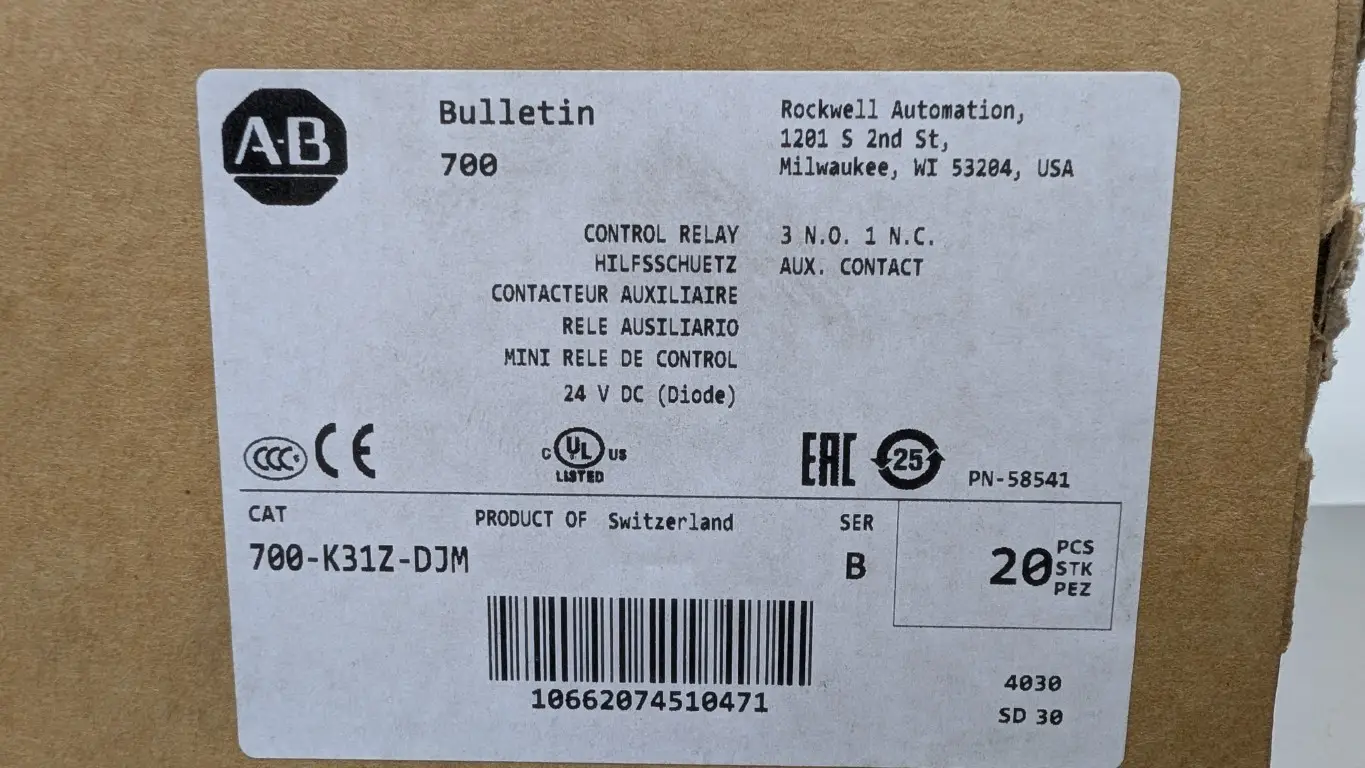 A-B
Bulletin
700
Rockwell Automation,
1201 S 2nd St,
Milwaukee, WI 53204, USA
CONTROL RELAY
HILFSSCHUETZ
CONTACTEUR AUXILIAIRE
RELE AUSILIARIO
MINI RELE DE CONTROL
24 V DC (Diode)
3 N.O. 1 N.C.
AUX. CONTACT
CCC
CE
C UL US
LISTED
EAC
25
PN-58541
CAT
700-K31Z-DJM
PRODUCT OF Switzerland
SER
B
20 PCS
STK
PEZ
10662074510471
4030
SD 30